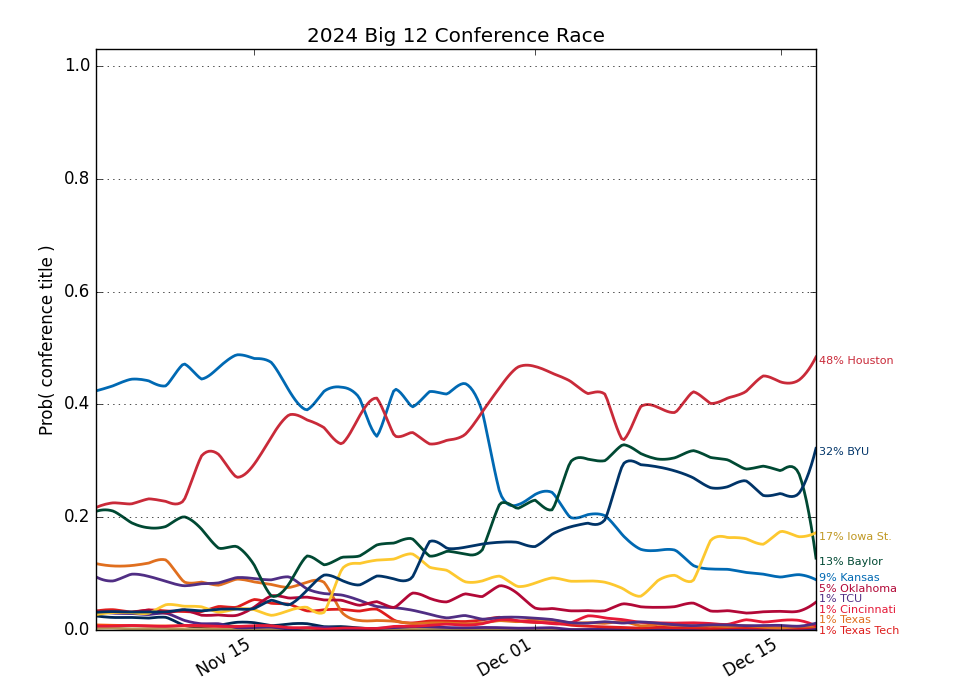 2024 Big 12 Conference Race
Prob( conference title )
1.0
0.8
0.6
0.4
0.2
0.0
Nov 15
Dec 01
Dec 15
48% Houston
32% BYU
17% Iowa St.
13% Baylor
9% Kansas
5% Oklahoma
1% TCU
1% Cincinnati
1% Texas
1% Texas Tech